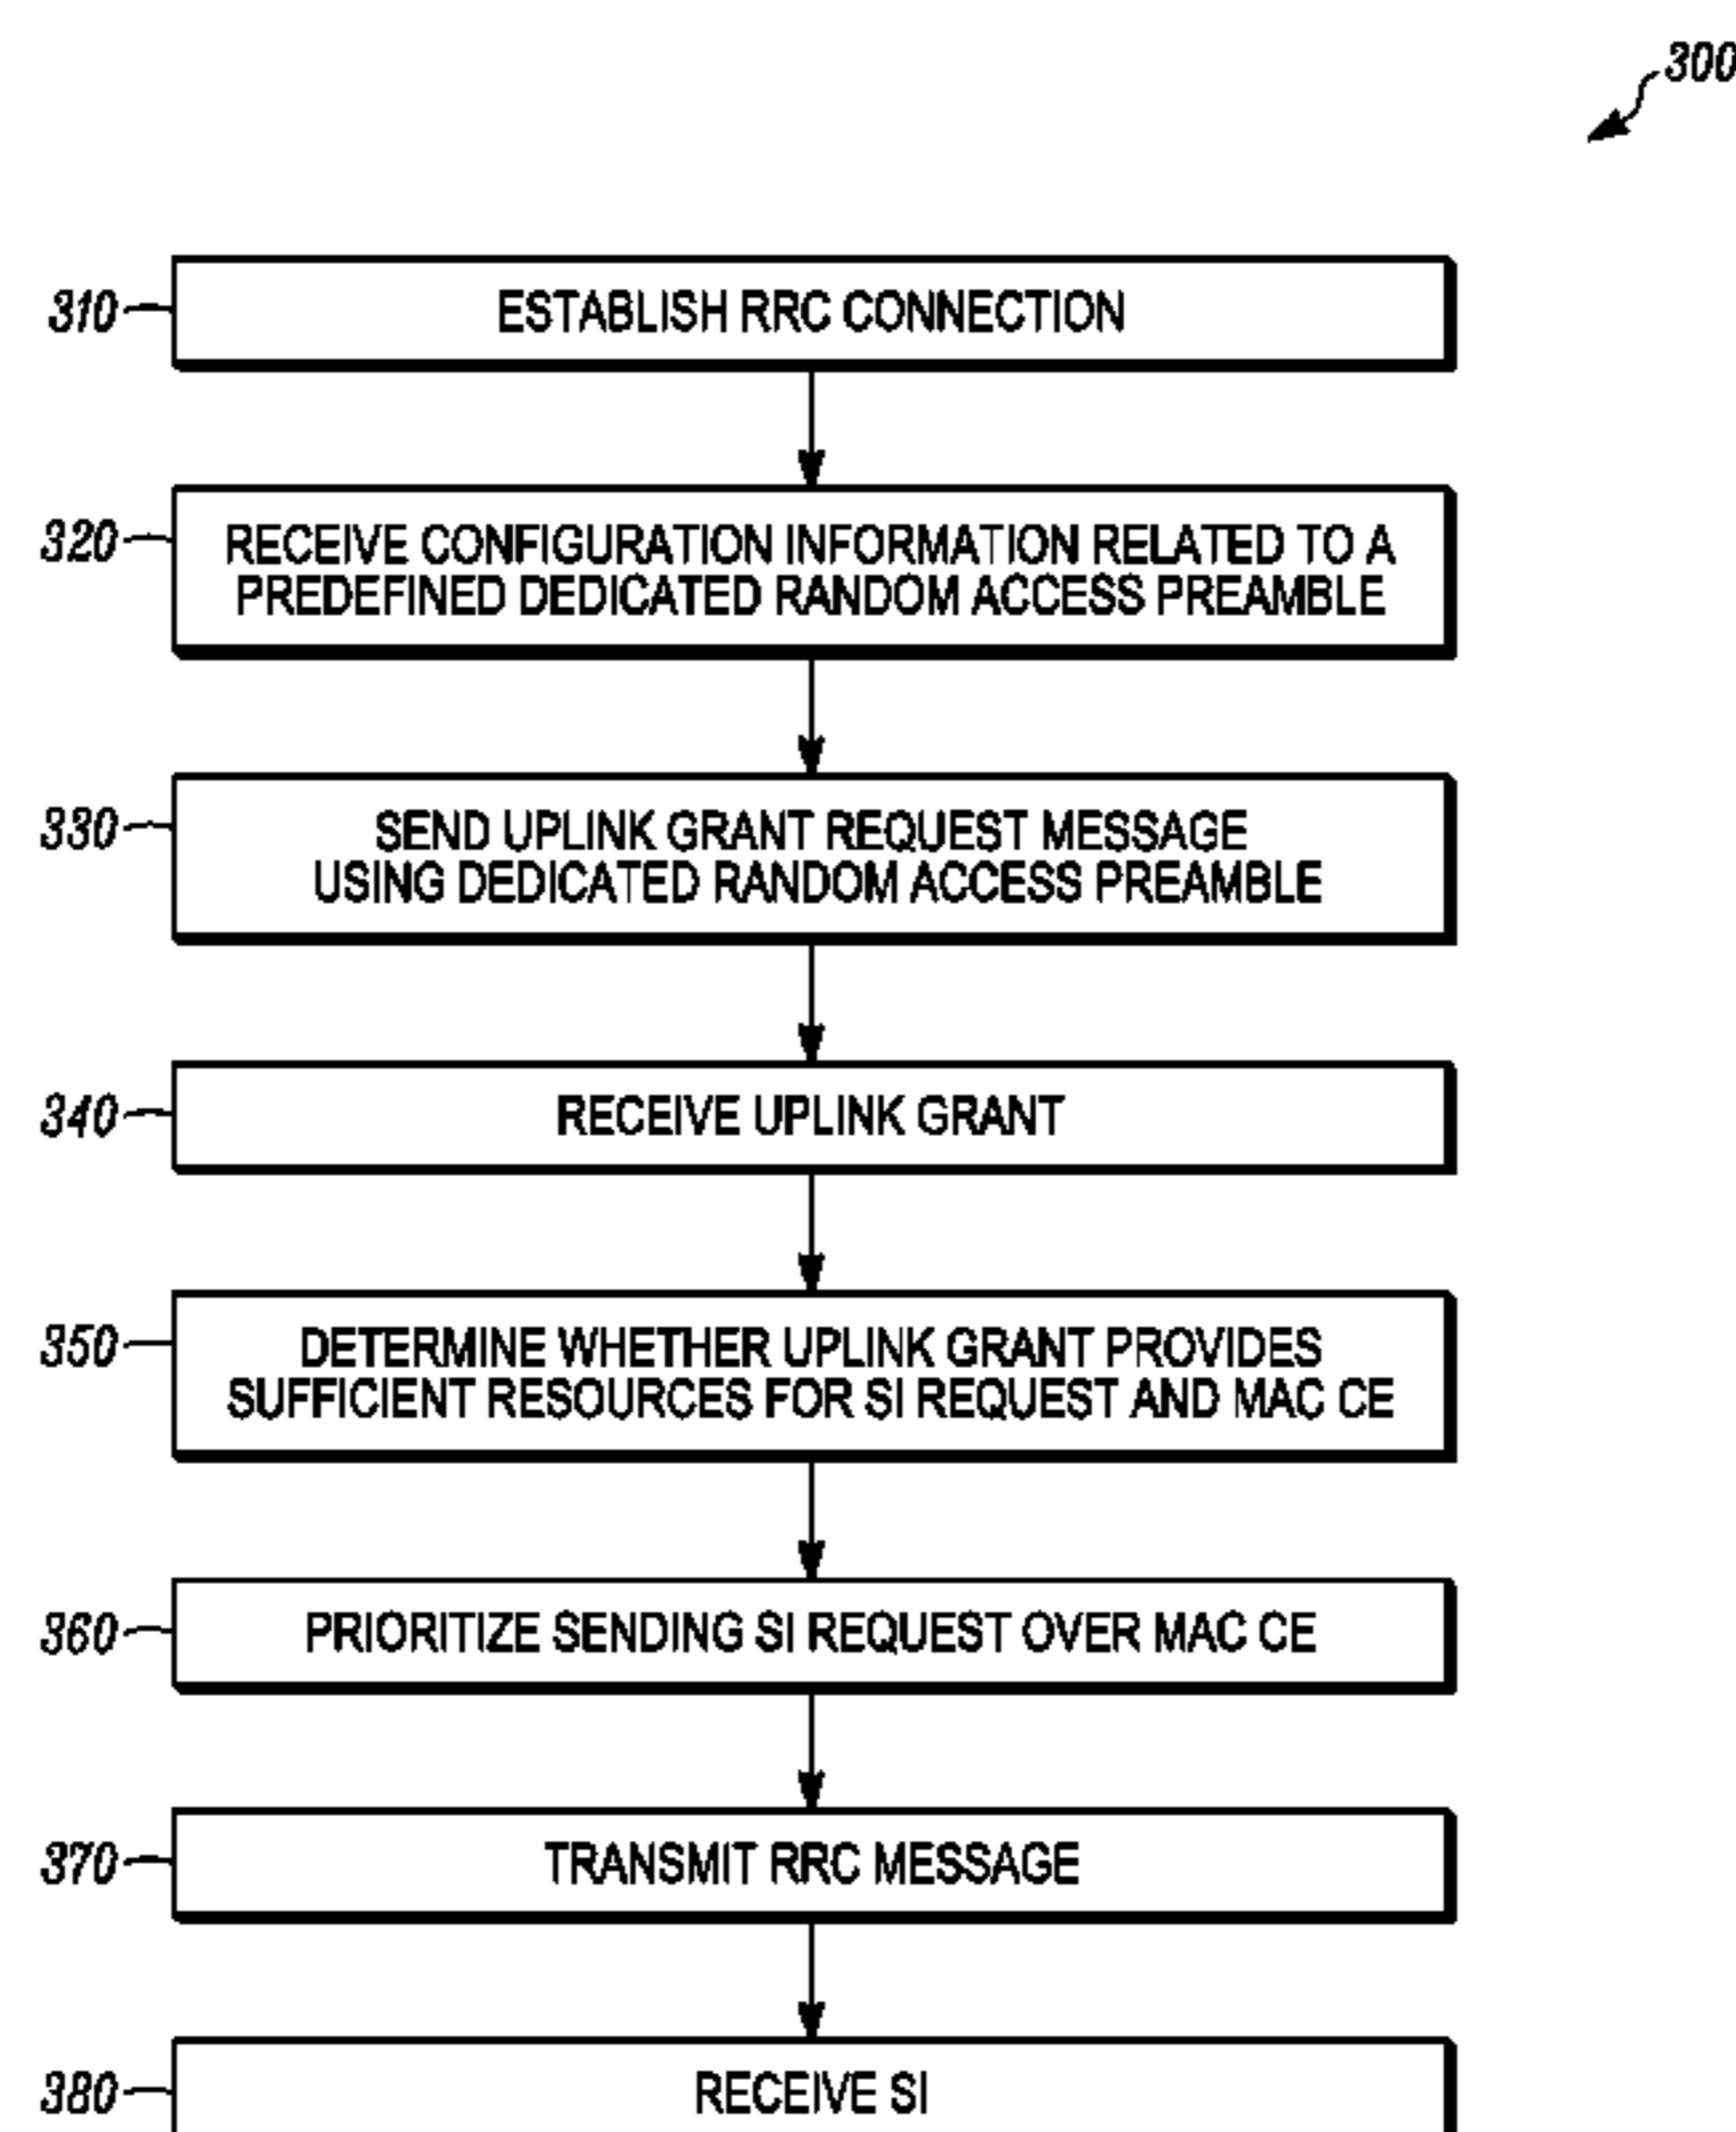 300
310
ESTABLISH RRC CONNECTION
320
RECEIVE CONFIGURATION INFORMATION RELATED TO A
PREDEFINED DEDICATED RANDOM ACCESS PREAMBLE
330
SEND UPLINK GRANT REQUEST MESSAGE
USING DEDICATED RANDOM ACCESS PREAMBLE
340
RECEIVE UPLINK GRANT
350
DETERMINE WHETHER UPLINK GRANT PROVIDES
SUFFICIENT RESOURCES FOR SI REQUEST AND MAC CE
360
PRIORITIZE SENDING SI REQUEST OVER MAC CE
370
TRANSMIT RRC MESSAGE
380
RECEIVE SI